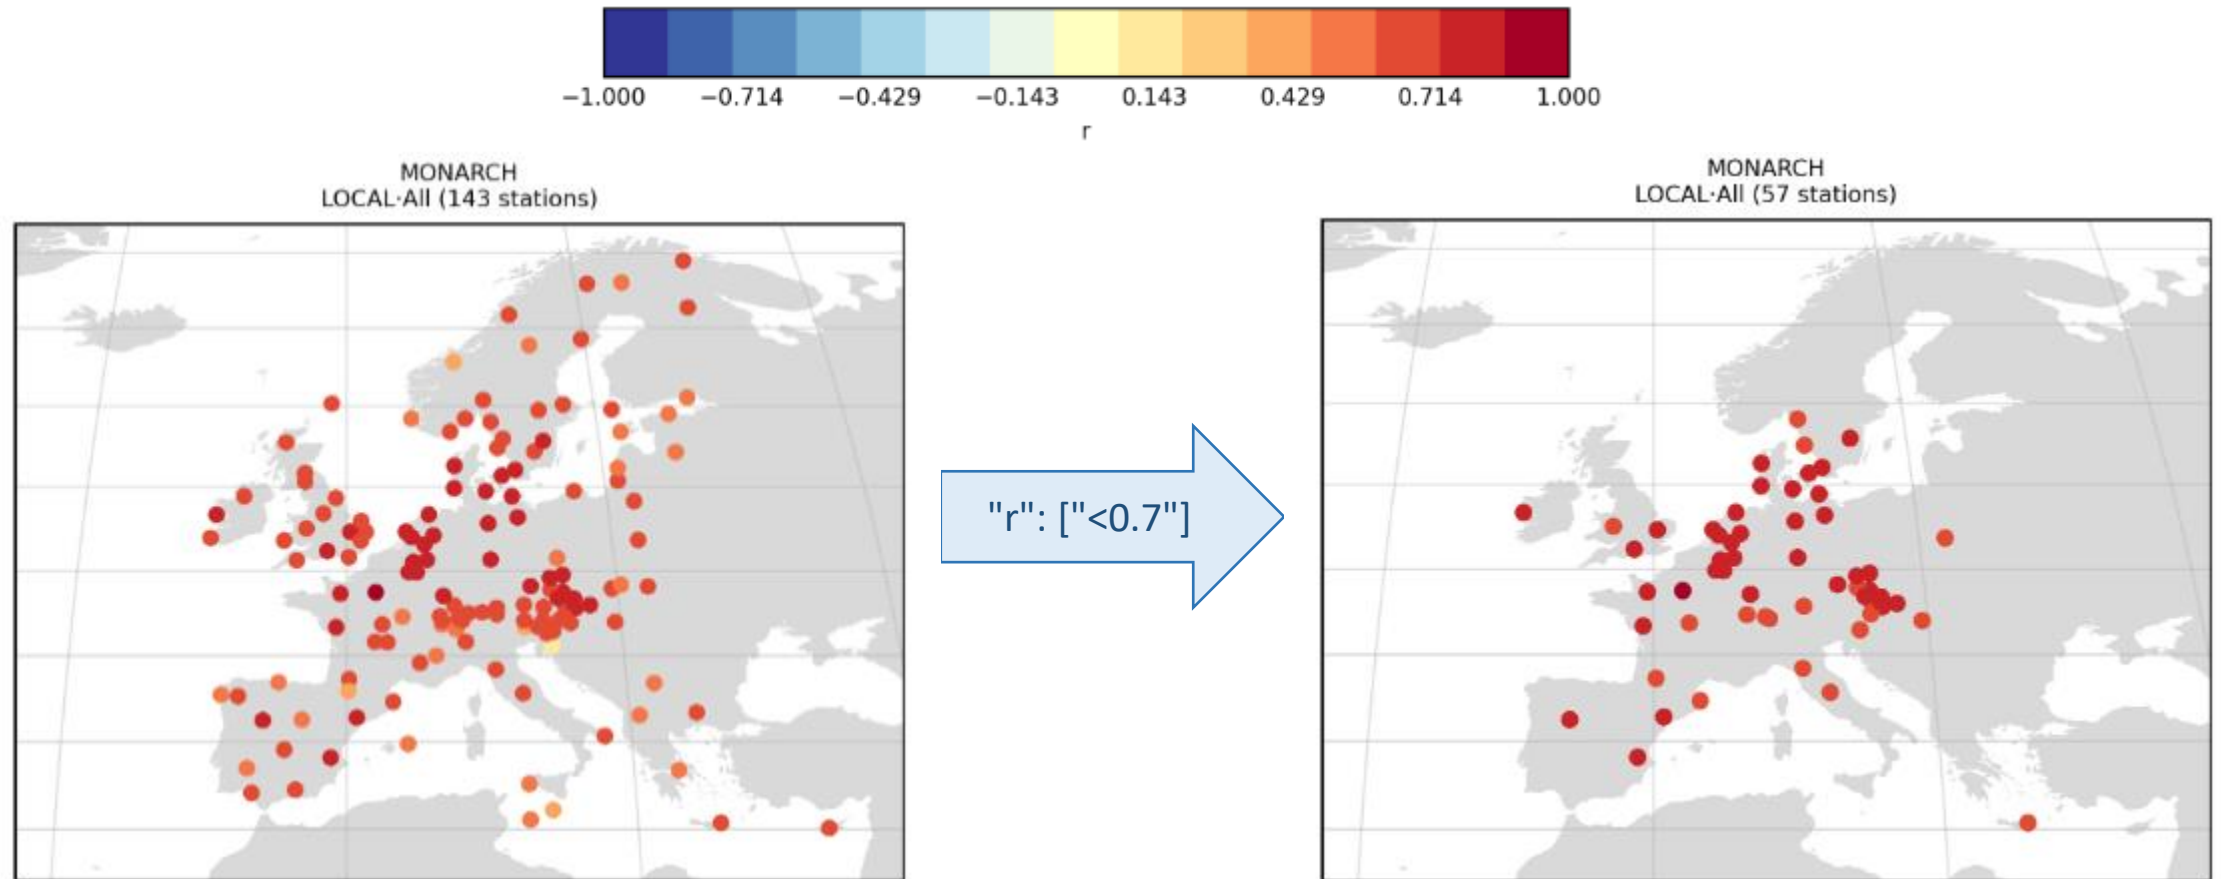 −1.000 −0.714 −0.429 −0.143 0.143 0.429 0.714 1.000
r
MONARCH
LOCAL·All (143 stations)
MONARCH
LOCAL·All (57 stations)
"r": ["<0.7"]